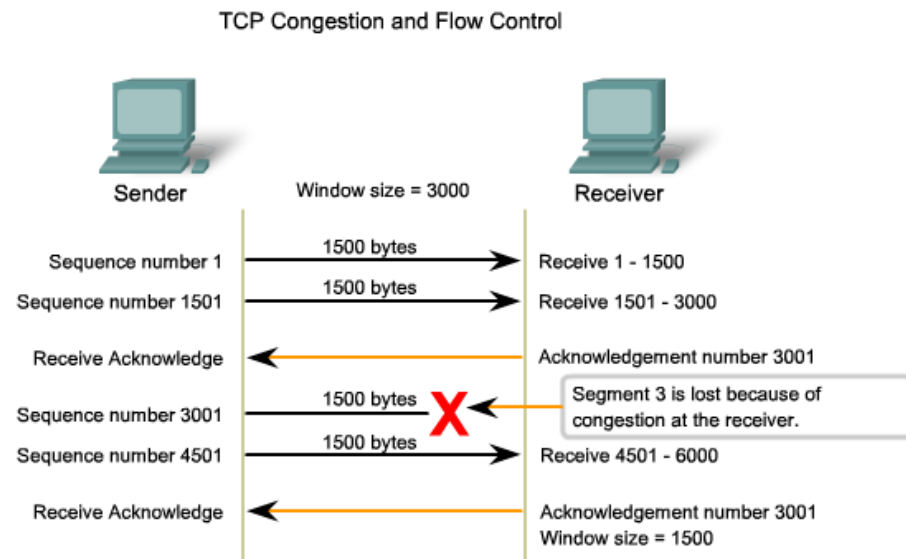 TCP Congestion and Flow Control
Sender
Window size = 3000
Receiver
Sequence number 1
1500 bytes
Receive 1 - 1500
Sequence number 1501
1500 bytes
Receive 1501 - 3000
Receive Acknowledge
Acknowledgement number 3001
Sequence number 3001
1500 bytes
X
Segment 3 is lost because of
congestion at the receiver.
Sequence number 4501
1500 bytes
Receive 4501 - 6000
Receive Acknowledge
Acknowledgement number 3001
Window size = 1500